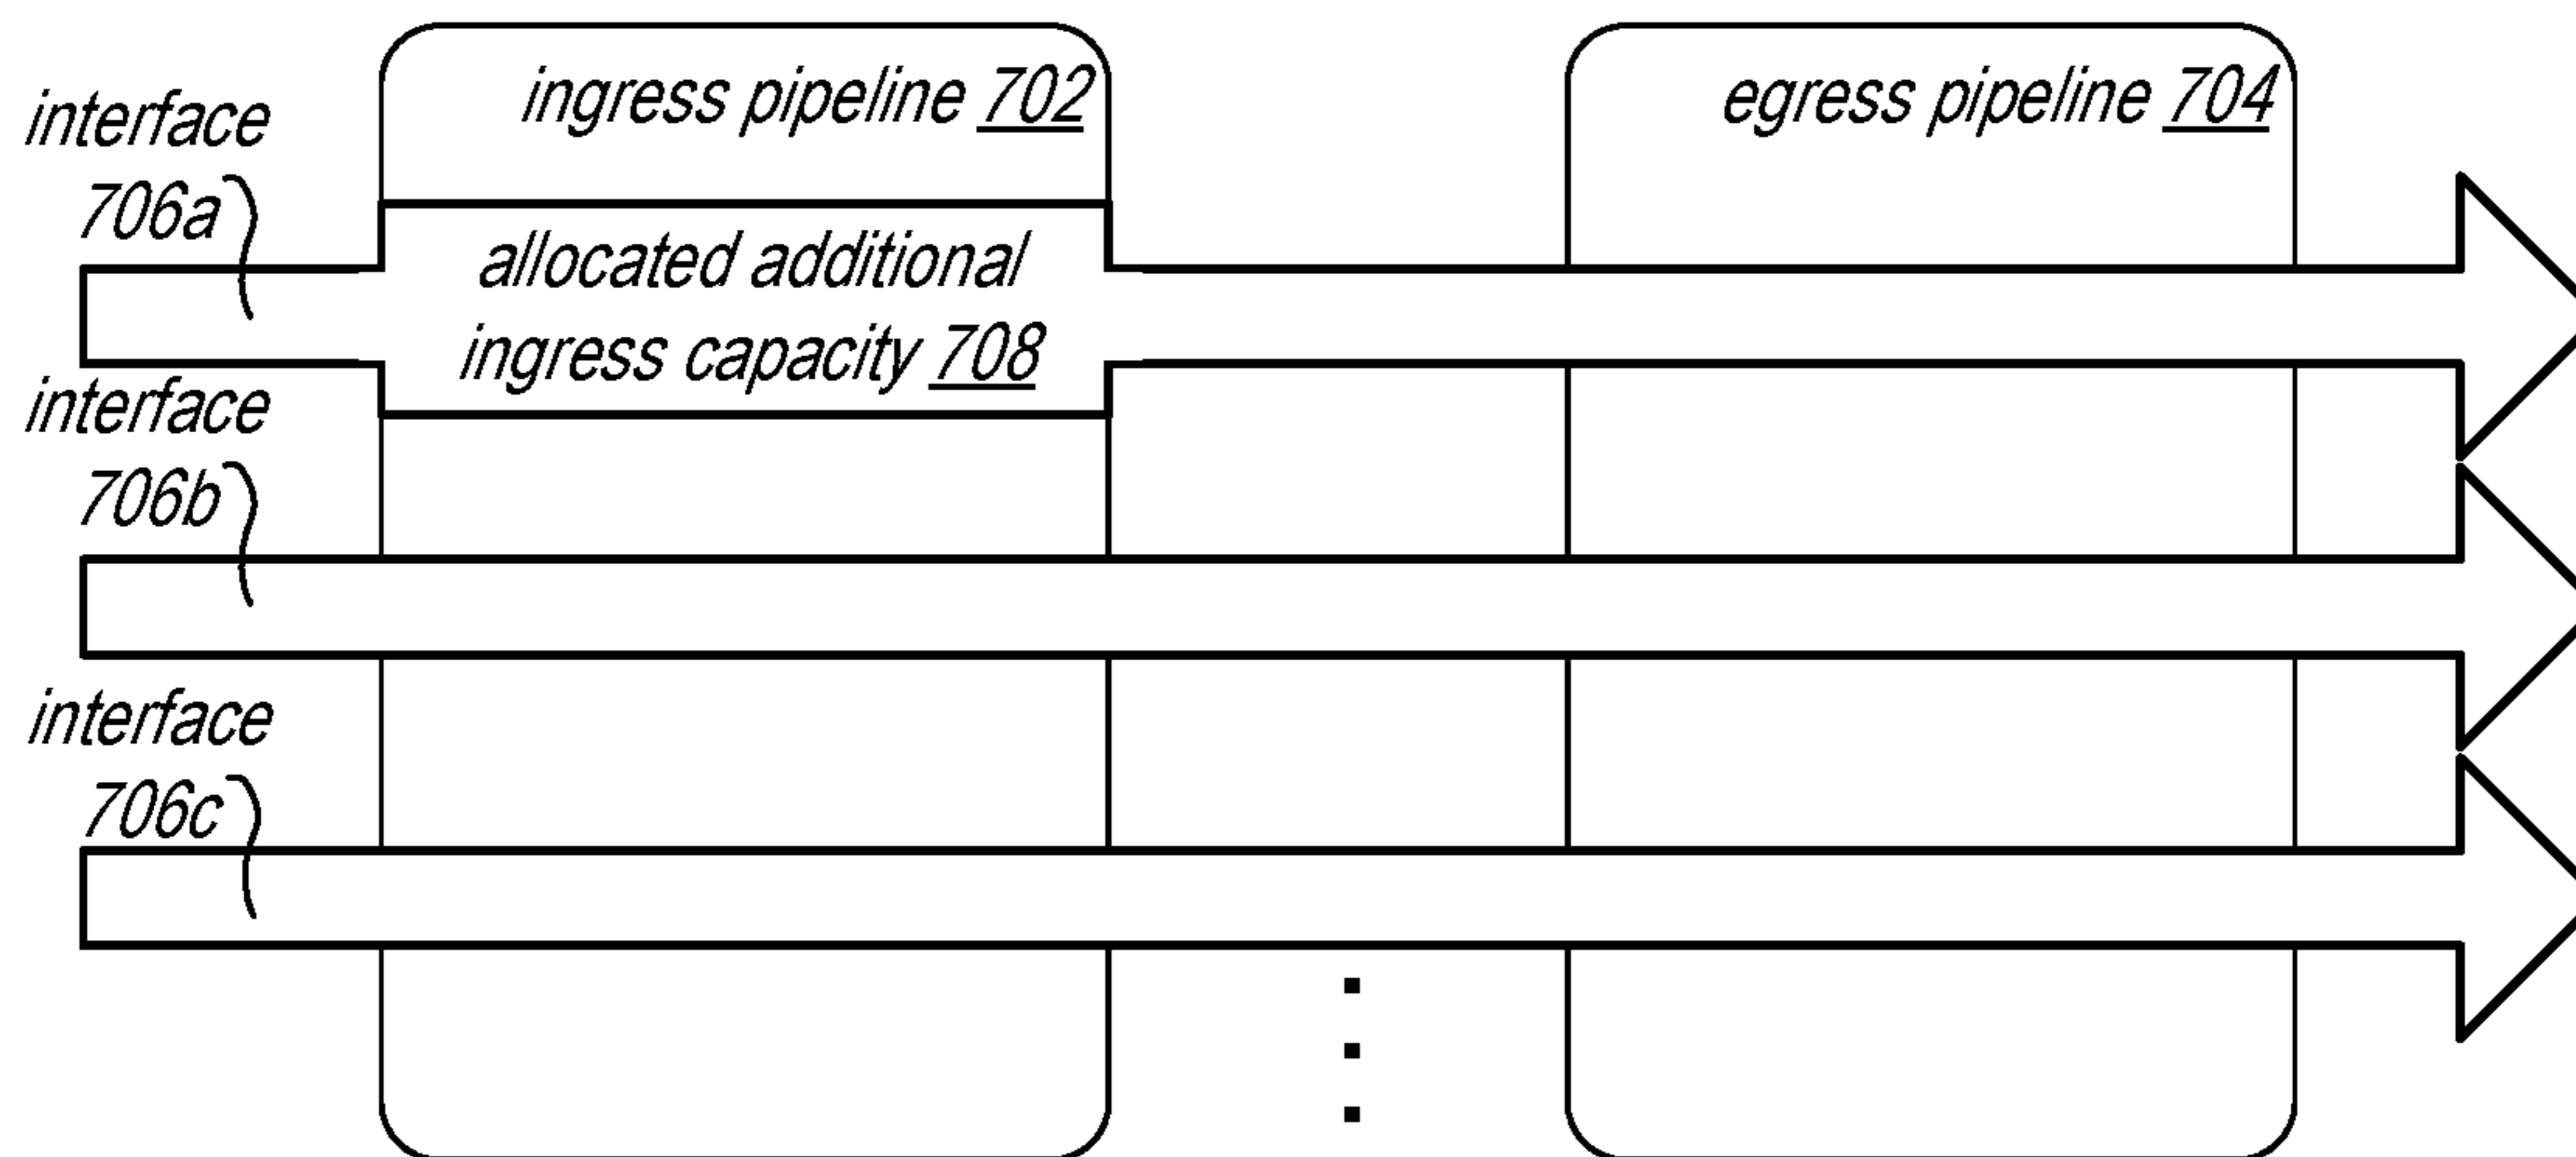 ingress pipeline 702
egress pipeline 704
interface
706a
allocated additional
ingress capacity 708
interface
706b
interface
706c